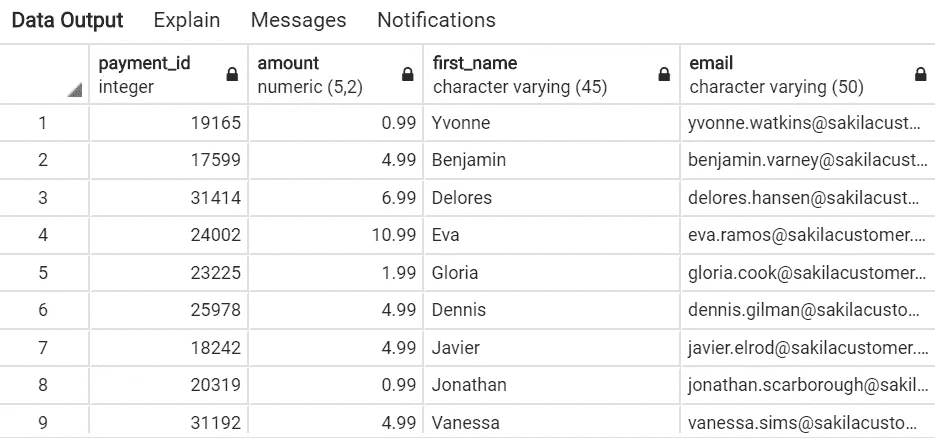 Data Output Explain Messages Notifications
payment_id amount first_name email
integer numeric (5,2) character varying (45) character varying (50)
1 19165 0.99 Yvonne yvonne.watkins@sakilacust...
2 17599 4.99 Benjamin benjamin.varney@sakilacust...
3 31414 6.99 Delores delores.hansen@sakilacust...
4 24002 10.99 Eva eva.ramos@sakilacustomer....
5 23225 1.99 Gloria gloria.cook@sakilacustomer...
6 25978 4.99 Dennis dennis.gilman@sakilacusto...
7 18242 4.99 Javier javier.elrod@sakilacustomer....
8 20319 0.99 Jonathan jonathan.scarborough@sakil...
9 31192 4.99 Vanessa vanessa.sims@sakilacusto...